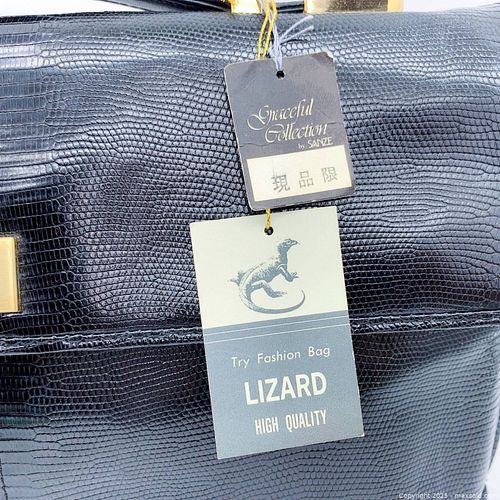 Graceful
Collection
by SANZE
現品限
Try Fashion Bag
LIZARD
HIGH QUALITY